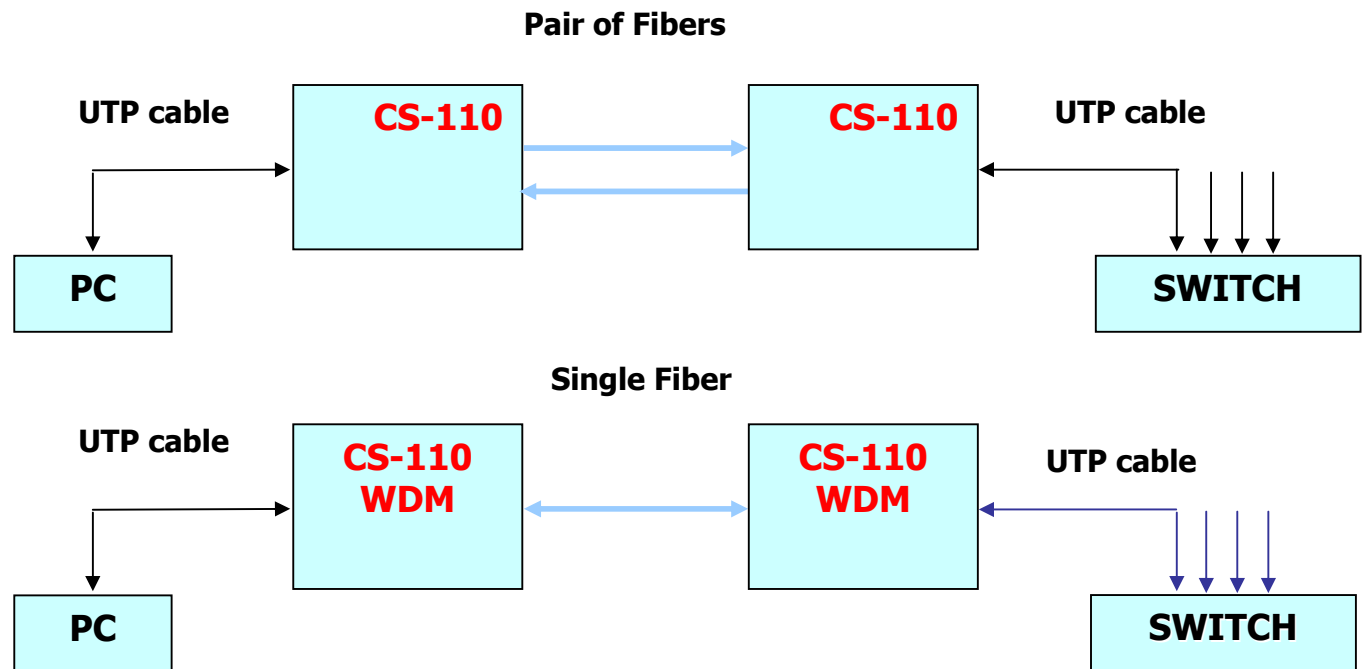 Pair of Fibers
UTP cable
CS-110
CS-110
UTP cable
PC
SWITCH
Single Fiber
UTP cable
CS-110
WDM
CS-110
WDM
UTP cable
PC
SWITCH